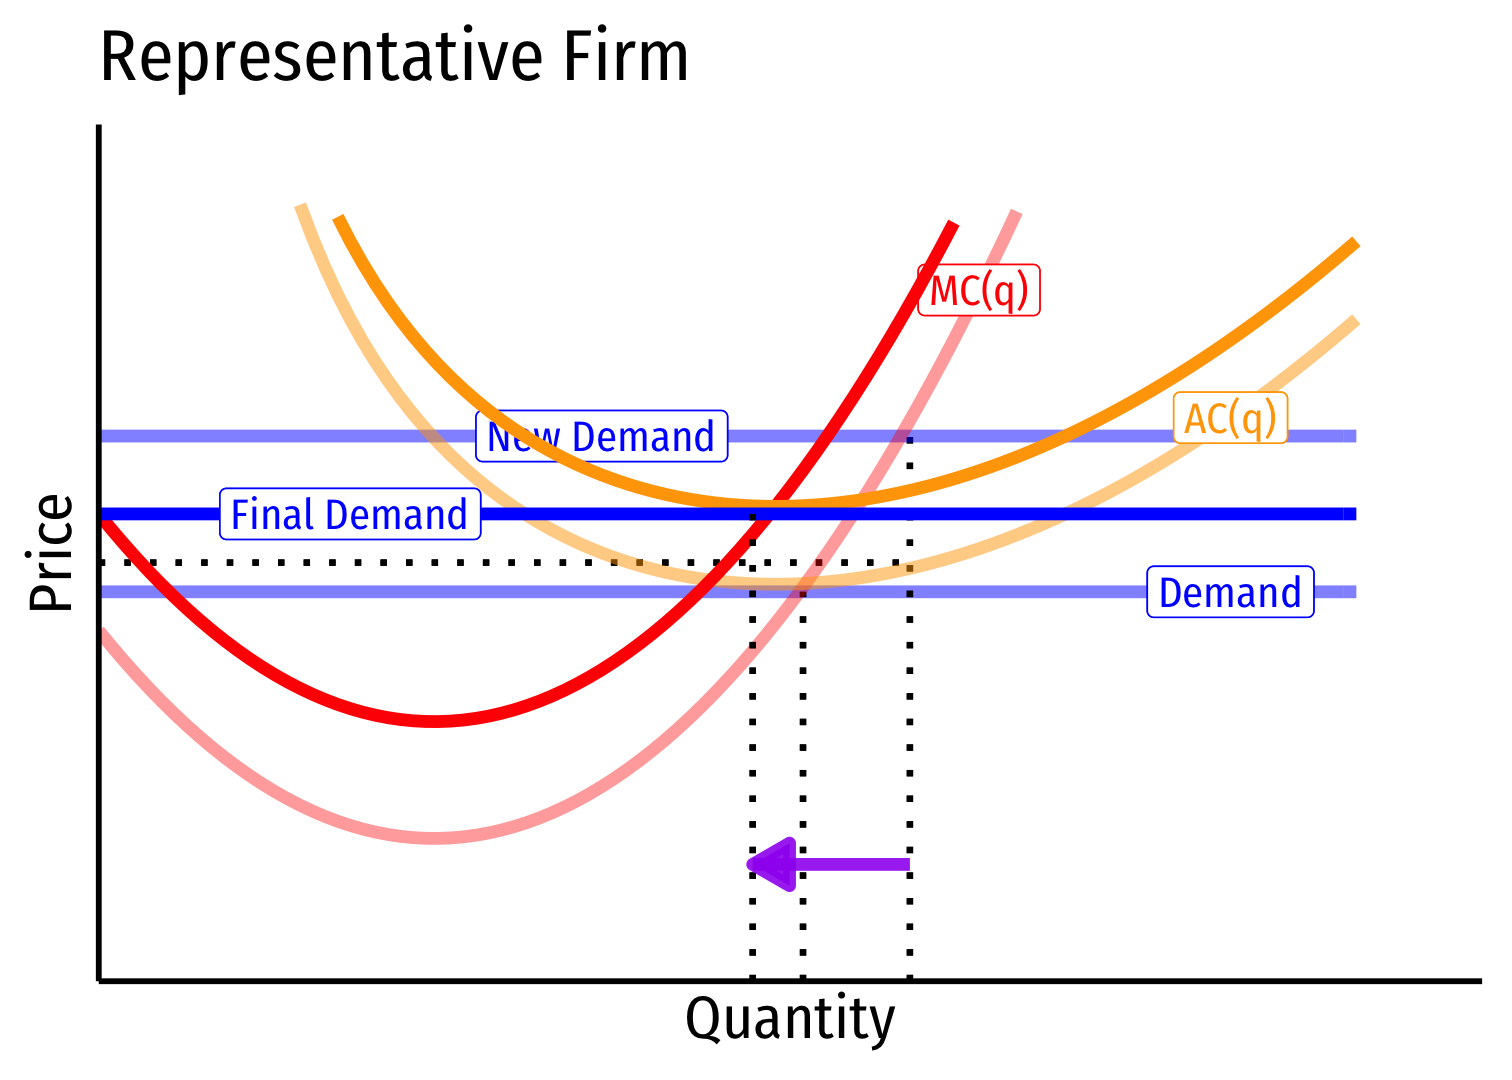 Representative Firm
MC(q)
AC(q)
New Demand
Final Demand
Demand
Price
Quantity